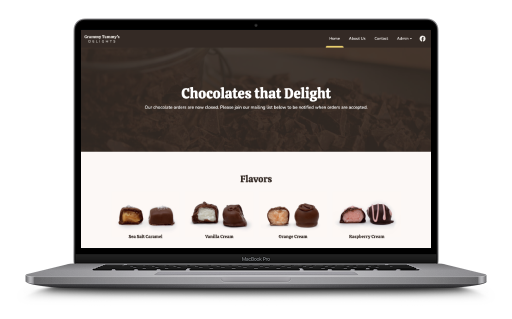 Granny Tammy's
DELIGHTS
Home About Us Contact Admin
Chocolates that Delight
Our chocolate orders are now closed. Please join our mailing list below to be notified when orders are accepted.
Flavors
Sea Salt Caramel Vanilla Cream Orange Cream Raspberry Cream
MacBook Pro